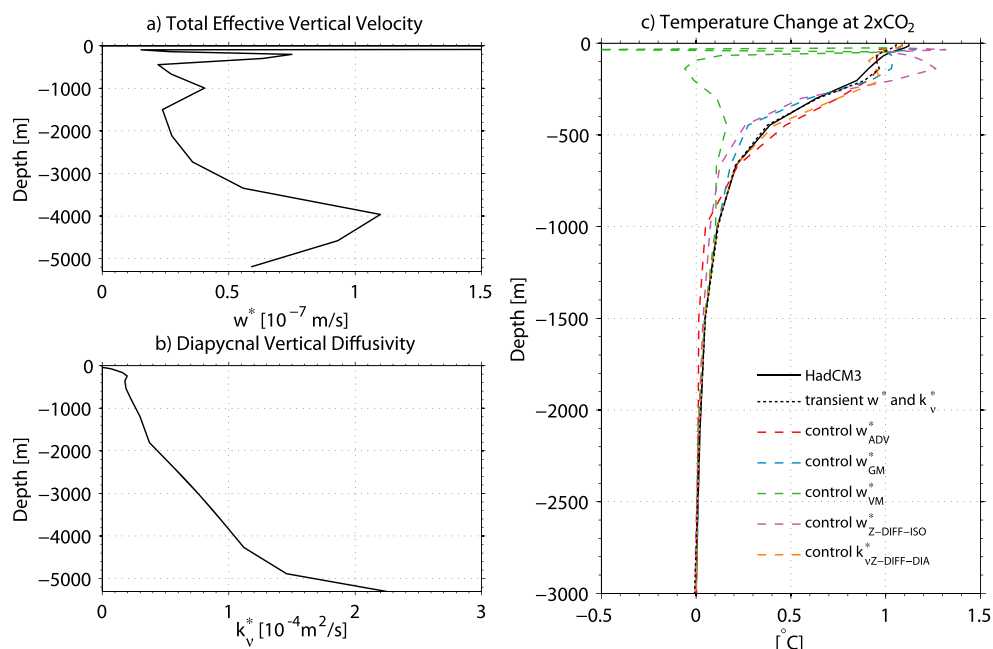 a) Total Effective Vertical Velocity
0
−1000
−2000
−3000
−4000
−5000
Depth [m]
0
0.5
1
1.5
w* [10⁻⁷ m/s]
b) Diapycnal Vertical Diffusivity
0
−1000
−2000
−3000
−4000
−5000
Depth [m]
0
1
2
3
k*ᵥ [10⁻⁴m²/s]
c) Temperature Change at 2xCO₂
0
−500
−1000
−1500
−2000
−2500
−3000
Depth [m]
HadCM3
transient w* and k*ᵥ
control w*ADV
control w*GM
control w*VM
control w*Z−DIFF−ISO
control k*νZ−DIFF−DIA
−0.5
0
0.5
1
1.5
[°C]